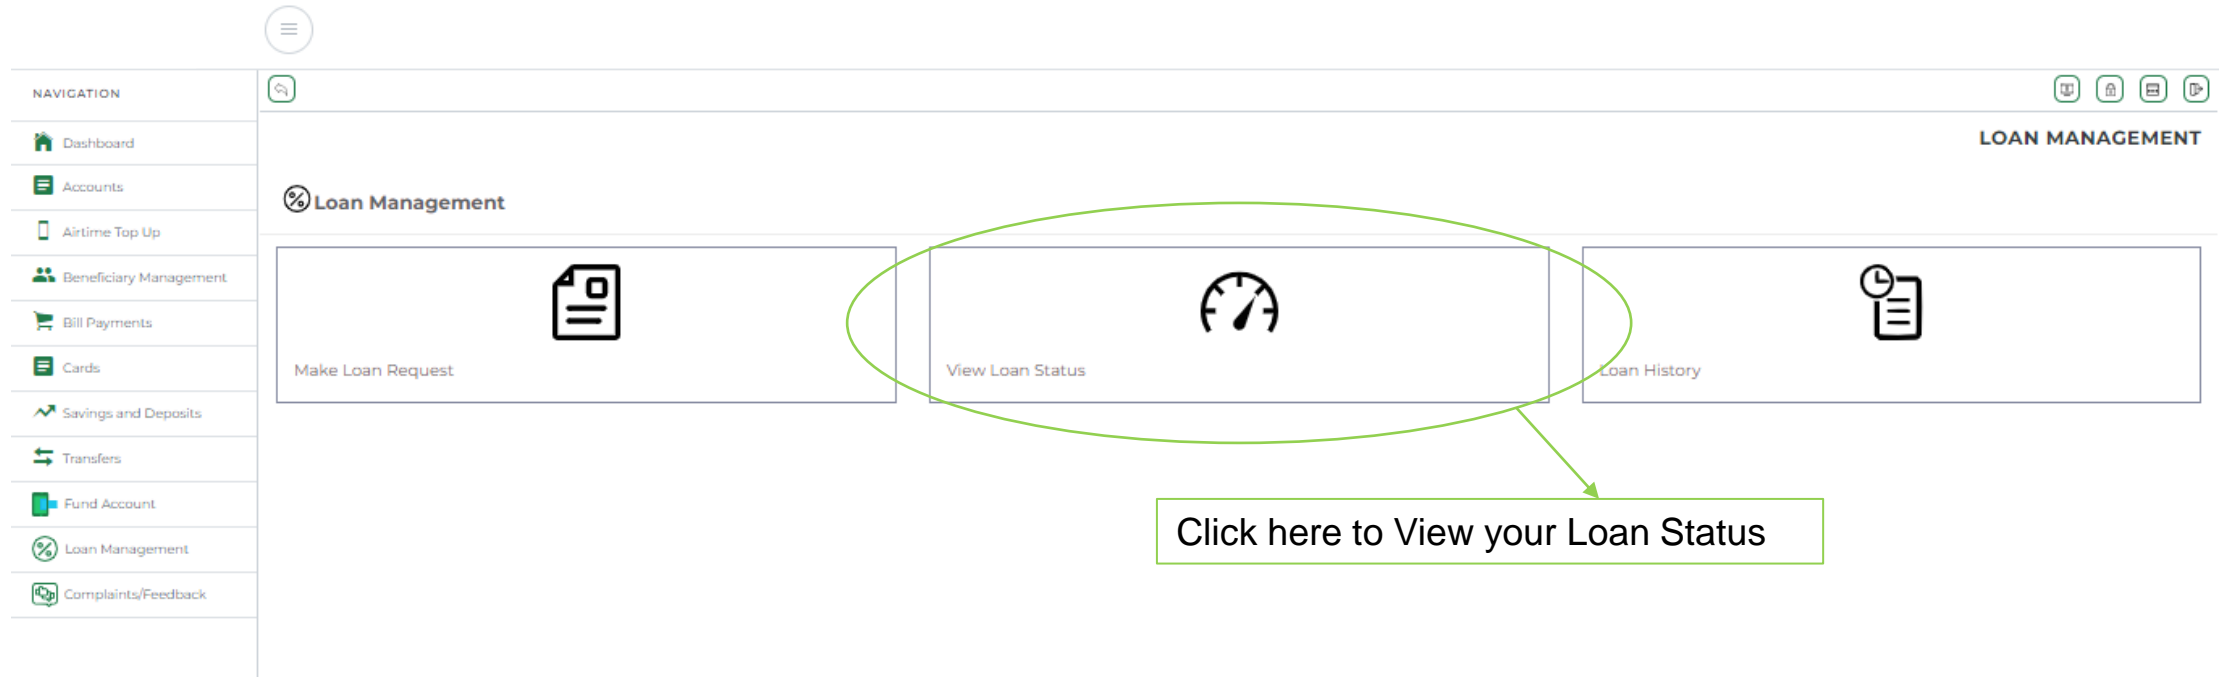 NAVIGATION
Dashboard
Accounts
Airtime Top Up
Beneficiary Management
Bill Payments
Cards
Savings and Deposits
Transfers
Fund Account
Loan Management
Complaints/Feedback
LOAN MANAGEMENT
Loan Management
Make Loan Request
View Loan Status
Loan History
Click here to View your Loan Status